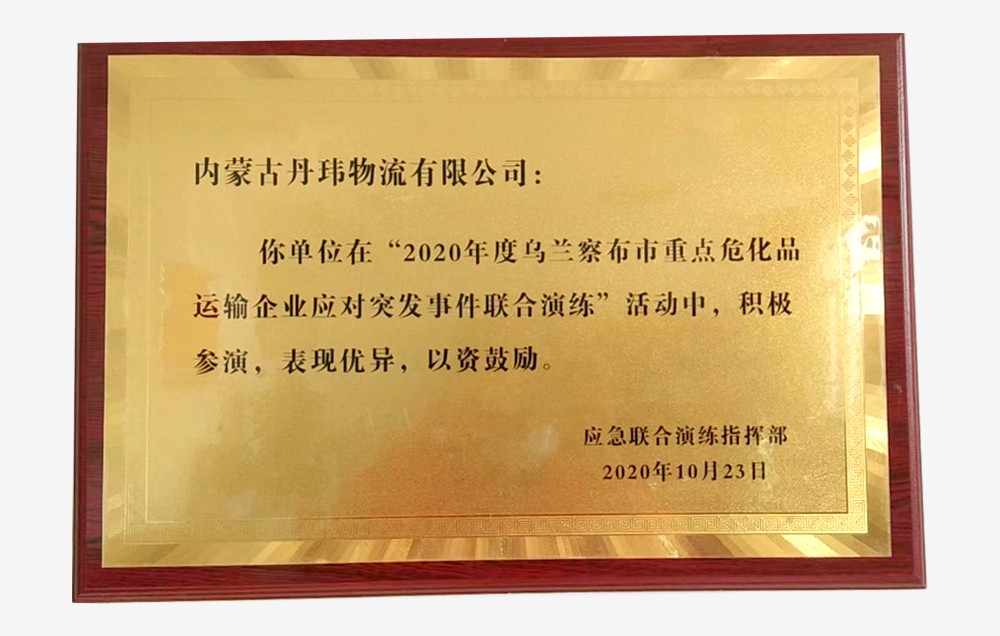 内蒙古丹玮物流有限公司：
你单位在“2020年度乌兰察布市重点危化品
运输企业应对突发事件联合演练”活动中，积极
参演，表现优异，以资鼓励。
应急联合演练指挥部
2020年10月23日